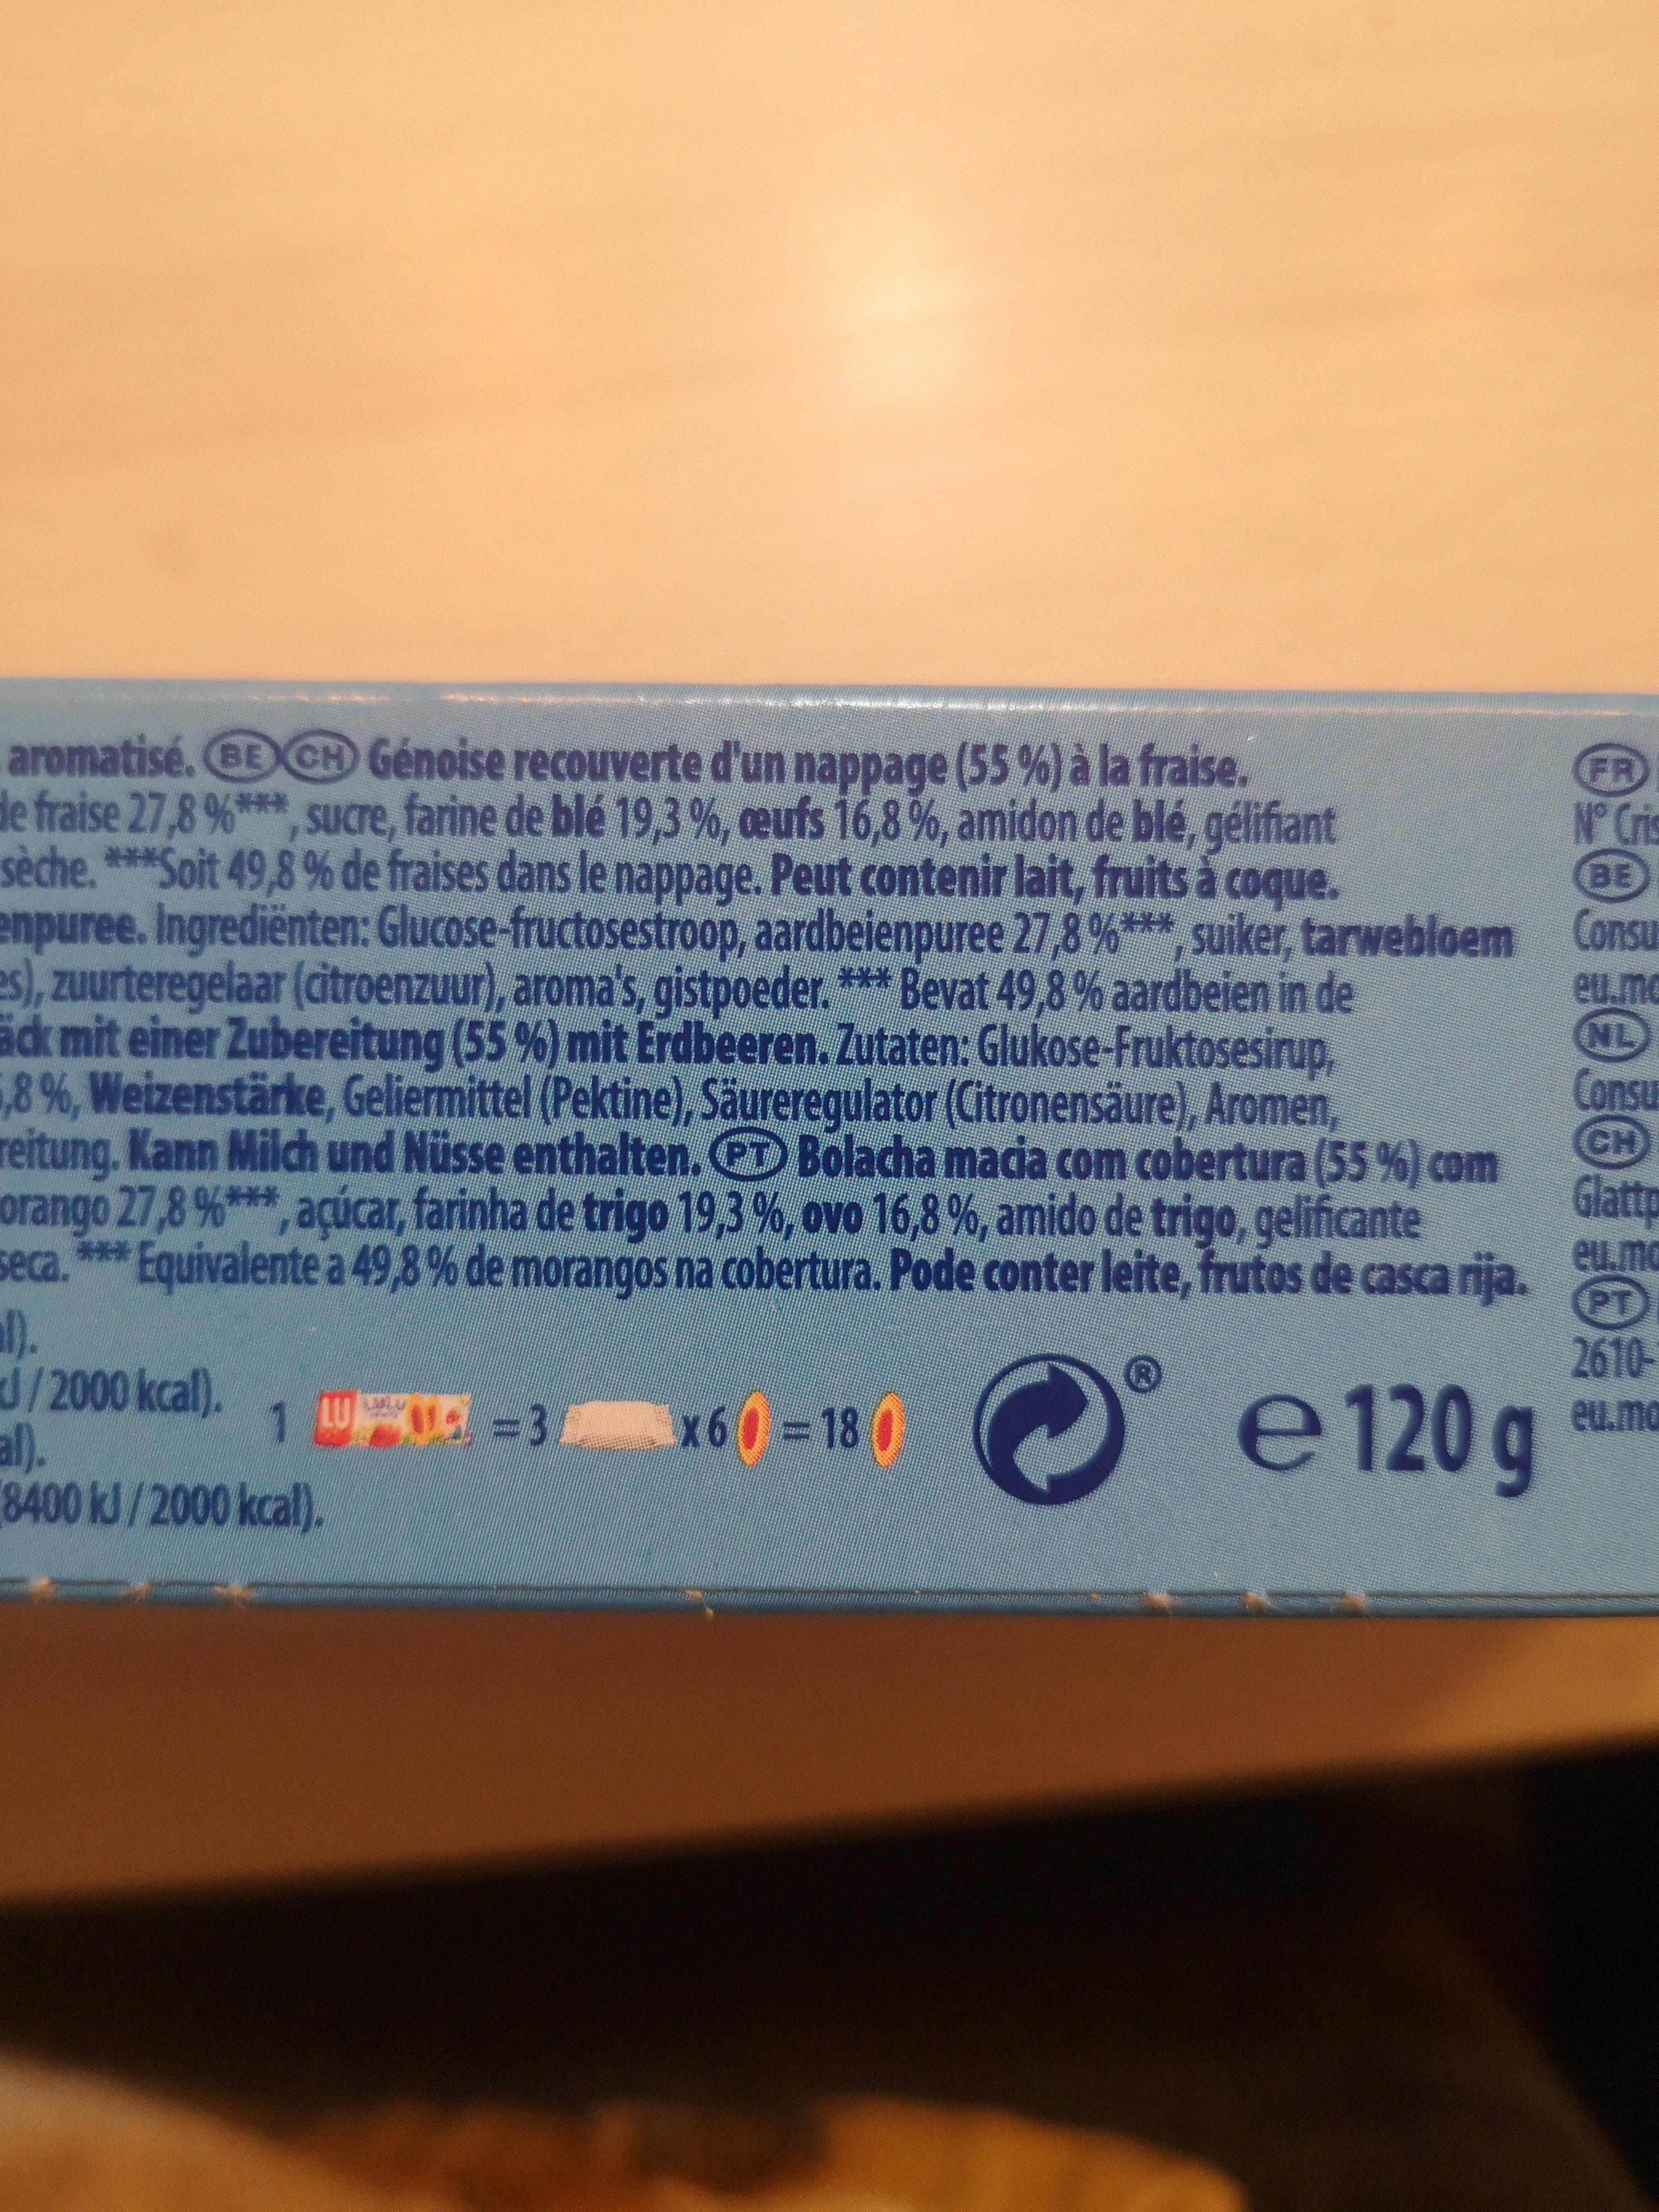 aromatisé. BE CH Génoise recouverte d'un nappage (55 %) à la fraise.
de fraise 27,8 %***, sucre, farine de blé 19,3 %, œufs 16,8 %, amidon de blé, gélifiant
sèche. ***Soit 49,8 % de fraises dans le nappage. Peut contenir lait, fruits à coque.
enpuree. Ingrediënten: Glucose-fructosestroop, aardbeienpuree 27,8 %***, suiker, tarwebloem
es), zuurteregelaar (citroenzuur), aroma's, gistpoeder. *** Bevat 49,8 % aardbeien in de
äck mit einer Zubereitung (55 %) mit Erdbeeren. Zutaten: Glukose-Fruktosesirup,
,8 %, Weizenstärke, Geliermittel (Pektine), Säureregulator (Citronensäure), Aromen,
reitung. Kann Milch und Nüsse enthalten. PT Bolacha macia com cobertura (55 %) com
orango 27,8 %***, açúcar, farinha de trigo 19,3 %, ovo 16,8 %, amido de trigo, gelificante
seca. *** Equivalente a 49,8 % de morangos na cobertura. Pode conter leite, frutos de casca rija.
al).
kJ / 2000 kcal).
al).
(8400 kJ / 2000 kcal).
1 LU = 3 x 6 = 18
®
e 120 g
FR
N° Cris
BE
Consu
eu.mo
NL
Consu
CH
Glattp
eu.mo
PT
2610-
eu.mo